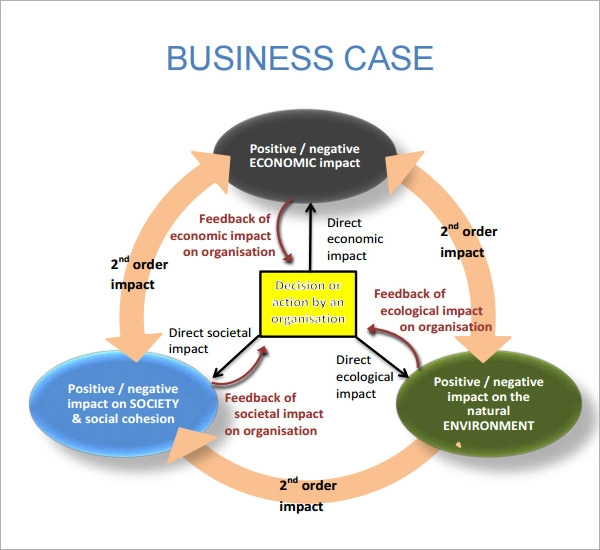 BUSINESS CASE
Positive / negative
ECONOMIC impact
Feedback of
economic impact
on organisation
Direct
economic
impact
2nd order
impact
2nd order
impact
Decision or
action by an
organisation
Feedback of
ecological impact
on organisation
Direct societal
impact
Direct
ecological
impact
Positive / negative
impact on SOCIETY
& social cohesion
Feedback of
societal impact
on organisation
Positive / negative
impact on the
natural
ENVIRONMENT
2nd order
impact